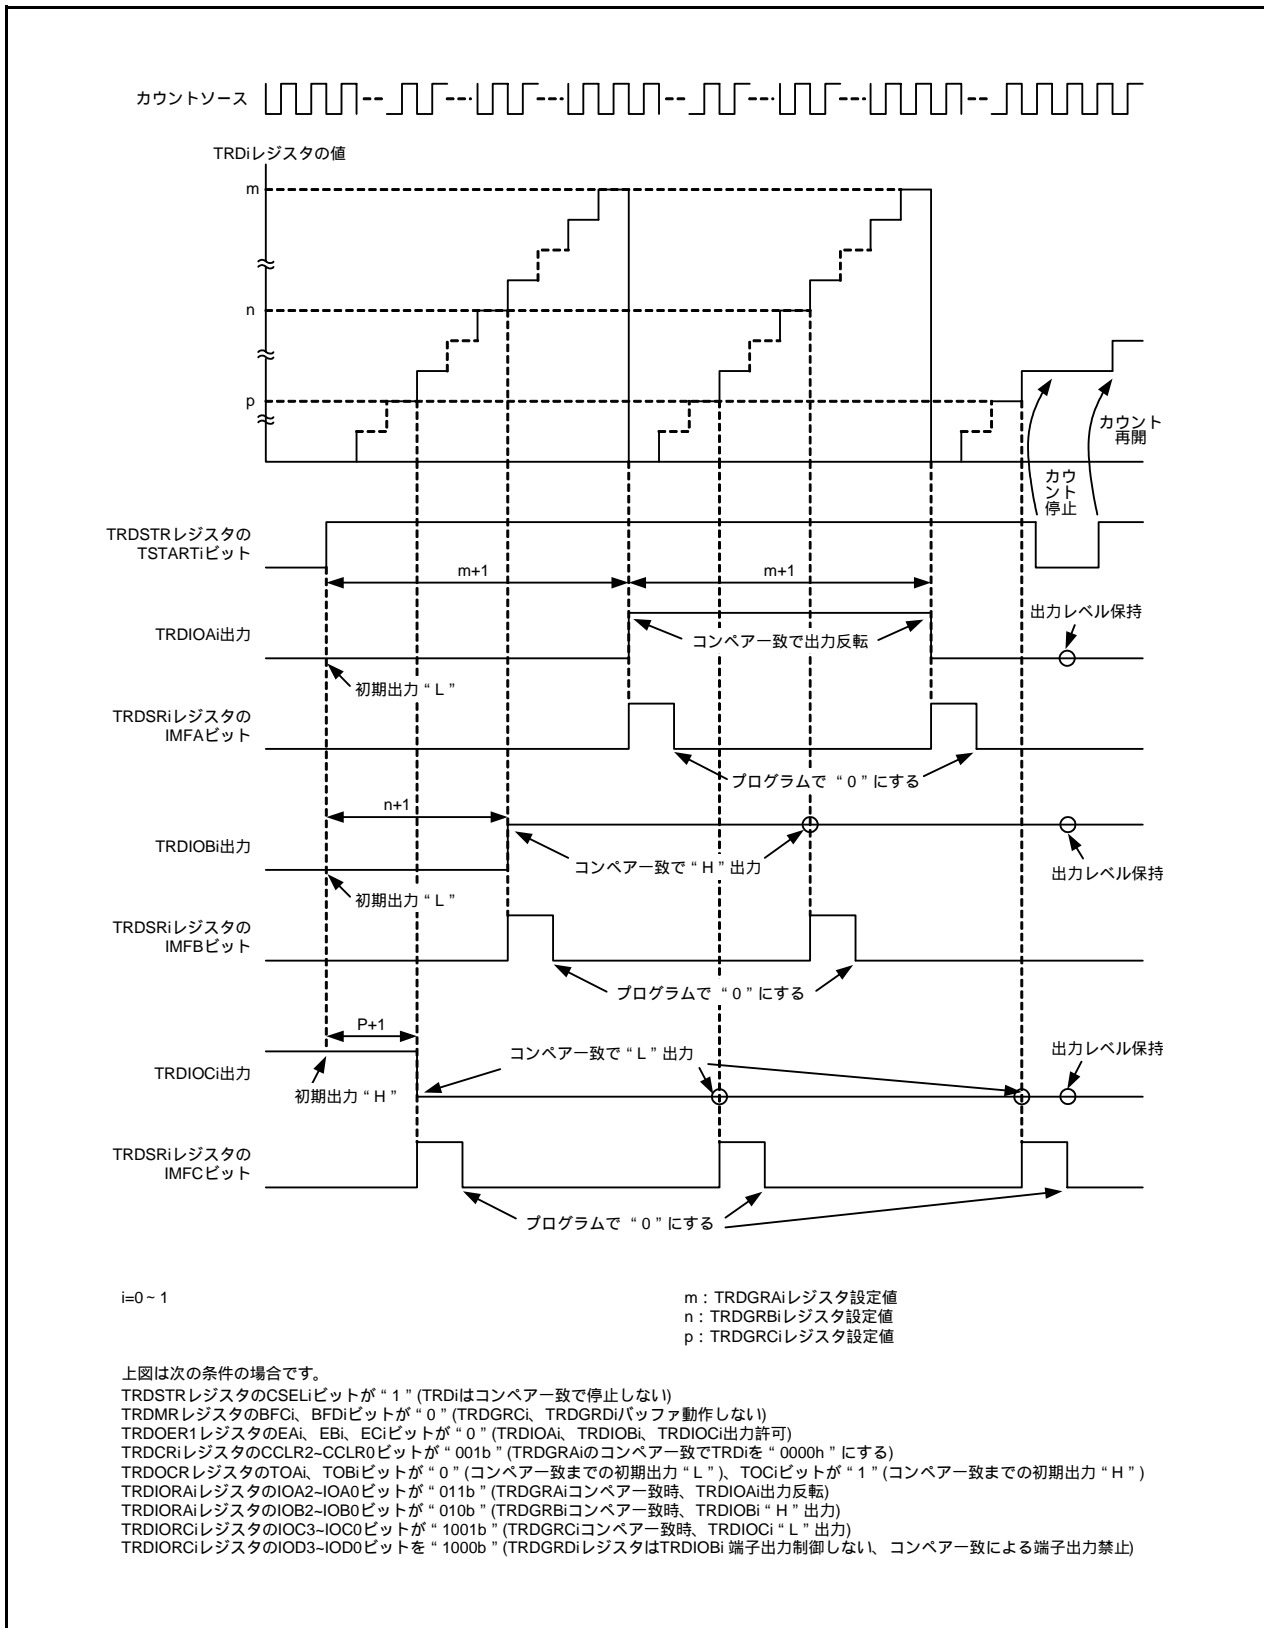 カウントソース
TRDiレジスタの値
m
n
p
カウント
再開
カウ
ント
停止
TRDSTRレジスタの
TSTARTiビット
m+1
m+1
出力レベル保持
TRDIOAi出力
コンペア一致で出力反転
初期出力 “ L ”
TRDSRiレジスタの
IMFAビット
プログラムで “ 0 ” にする
n+1
TRDIOBi出力
コンペア一致で “ H ” 出力
出力レベル保持
初期出力 “ L ”
TRDSRiレジスタの
IMFBビット
プログラムで “ 0 ” にする
P+1
コンペア一致で “ L ” 出力
出力レベル保持
TRDIOCi出力
初期出力 “ H ”
TRDSRiレジスタの
IMFCビット
プログラムで “ 0 ” にする
i=0 ~ 1
m : TRDGRAiレジスタ設定値
n : TRDGRBiレジスタ設定値
p : TRDGRCiレジスタ設定値
上図は次の条件の場合です。
TRDSTRレジスタのCSELiビットが “ 1 ” (TRDiはコンペア一致で停止しない)
TRDMRレジスタのBFCi、BFDiビットが “ 0 ” (TRDGRCi、TRDGRDiバッファ動作しない)
TRDOER1レジスタのEAi、EBi、ECiビットが “ 0 ” (TRDIOAi、TRDIOBi、TRDIOCi出力許可)
TRDCRiレジスタのCCLR2~CCLR0ビットが “ 001b ” (TRDGRAiのコンペア一致でTRDiを “ 0000h ” にする)
TRDOCRレジスタのTOAi、TOBiビットが “ 0 ” (コンペア一致までの初期出力 “ L ” )、TOCiビットが “ 1 ” (コンペア一致までの初期出力 “ H ” )
TRDIORAiレジスタのIOA2~IOA0ビットが “ 011b ” (TRDGRAiコンペア一致時、TRDIOAi出力反転)
TRDIORAiレジスタのIOB2~IOB0ビットが “ 010b ” (TRDGRBiコンペア一致時、TRDIOBi “ H ” 出力)
TRDIORCiレジスタのIOC3~IOC0ビットが “ 1001b ” (TRDGRCiコンペア一致時、TRDIOCi “ L ” 出力)
TRDIORCiレジスタのIOD3~IOD0ビットを “ 1000b ” (TRDGRDiレジスタはTRDIOBi 端子出力制御しない、コンペア一致による端子出力禁止)